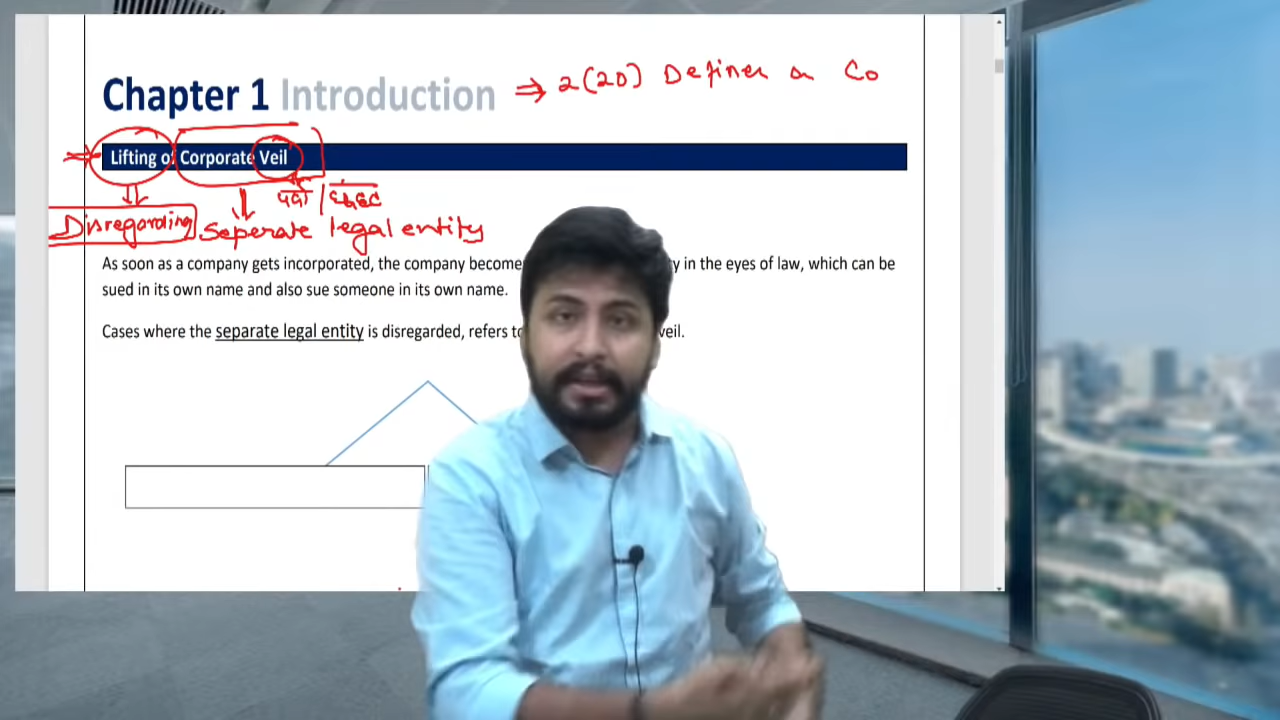 Chapter 1 Introduction ⇒ 2(20) Defines a Co
Lifting of Corporate Veil
Disregarding Seperate legal entity
As soon as a company gets incorporated, the company become y in the eyes of law, which can be
sued in its own name and also sue someone in its own name.
Cases where the separate legal entity is disregarded, refers to veil.